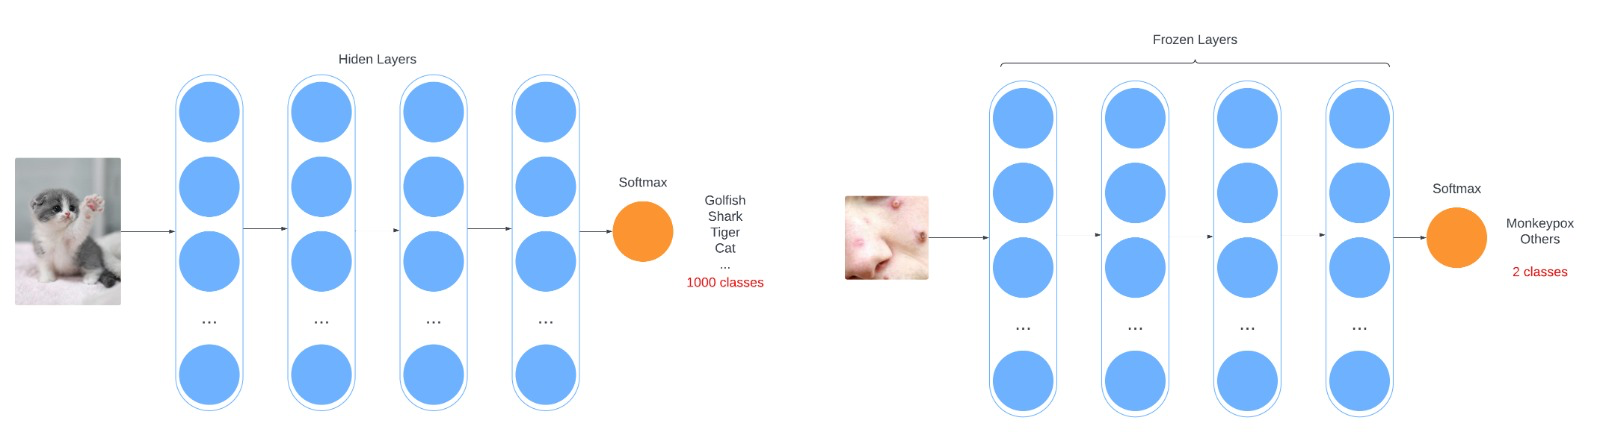 Hiden Layers
Softmax
Golfish
Shark
Tiger
Cat
...
1000 classes
...
...
...
...
Frozen Layers
Softmax
Monkeypox
Others
2 classes
...
...
...
...